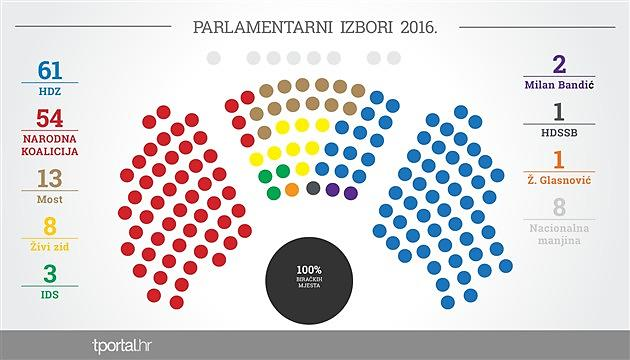 PARLAMENTARNI IZBORI 2016.
61
HDZ
54
NARODNA
KOALICIJA
13
Most
8
Živi zid
3
IDS
2
Milan Bandić
1
HDSSB
1
Ž. Glasnović
8
Nacionalna
manjina
100%
BIRAČKIH
MJESTA
tportal.hr